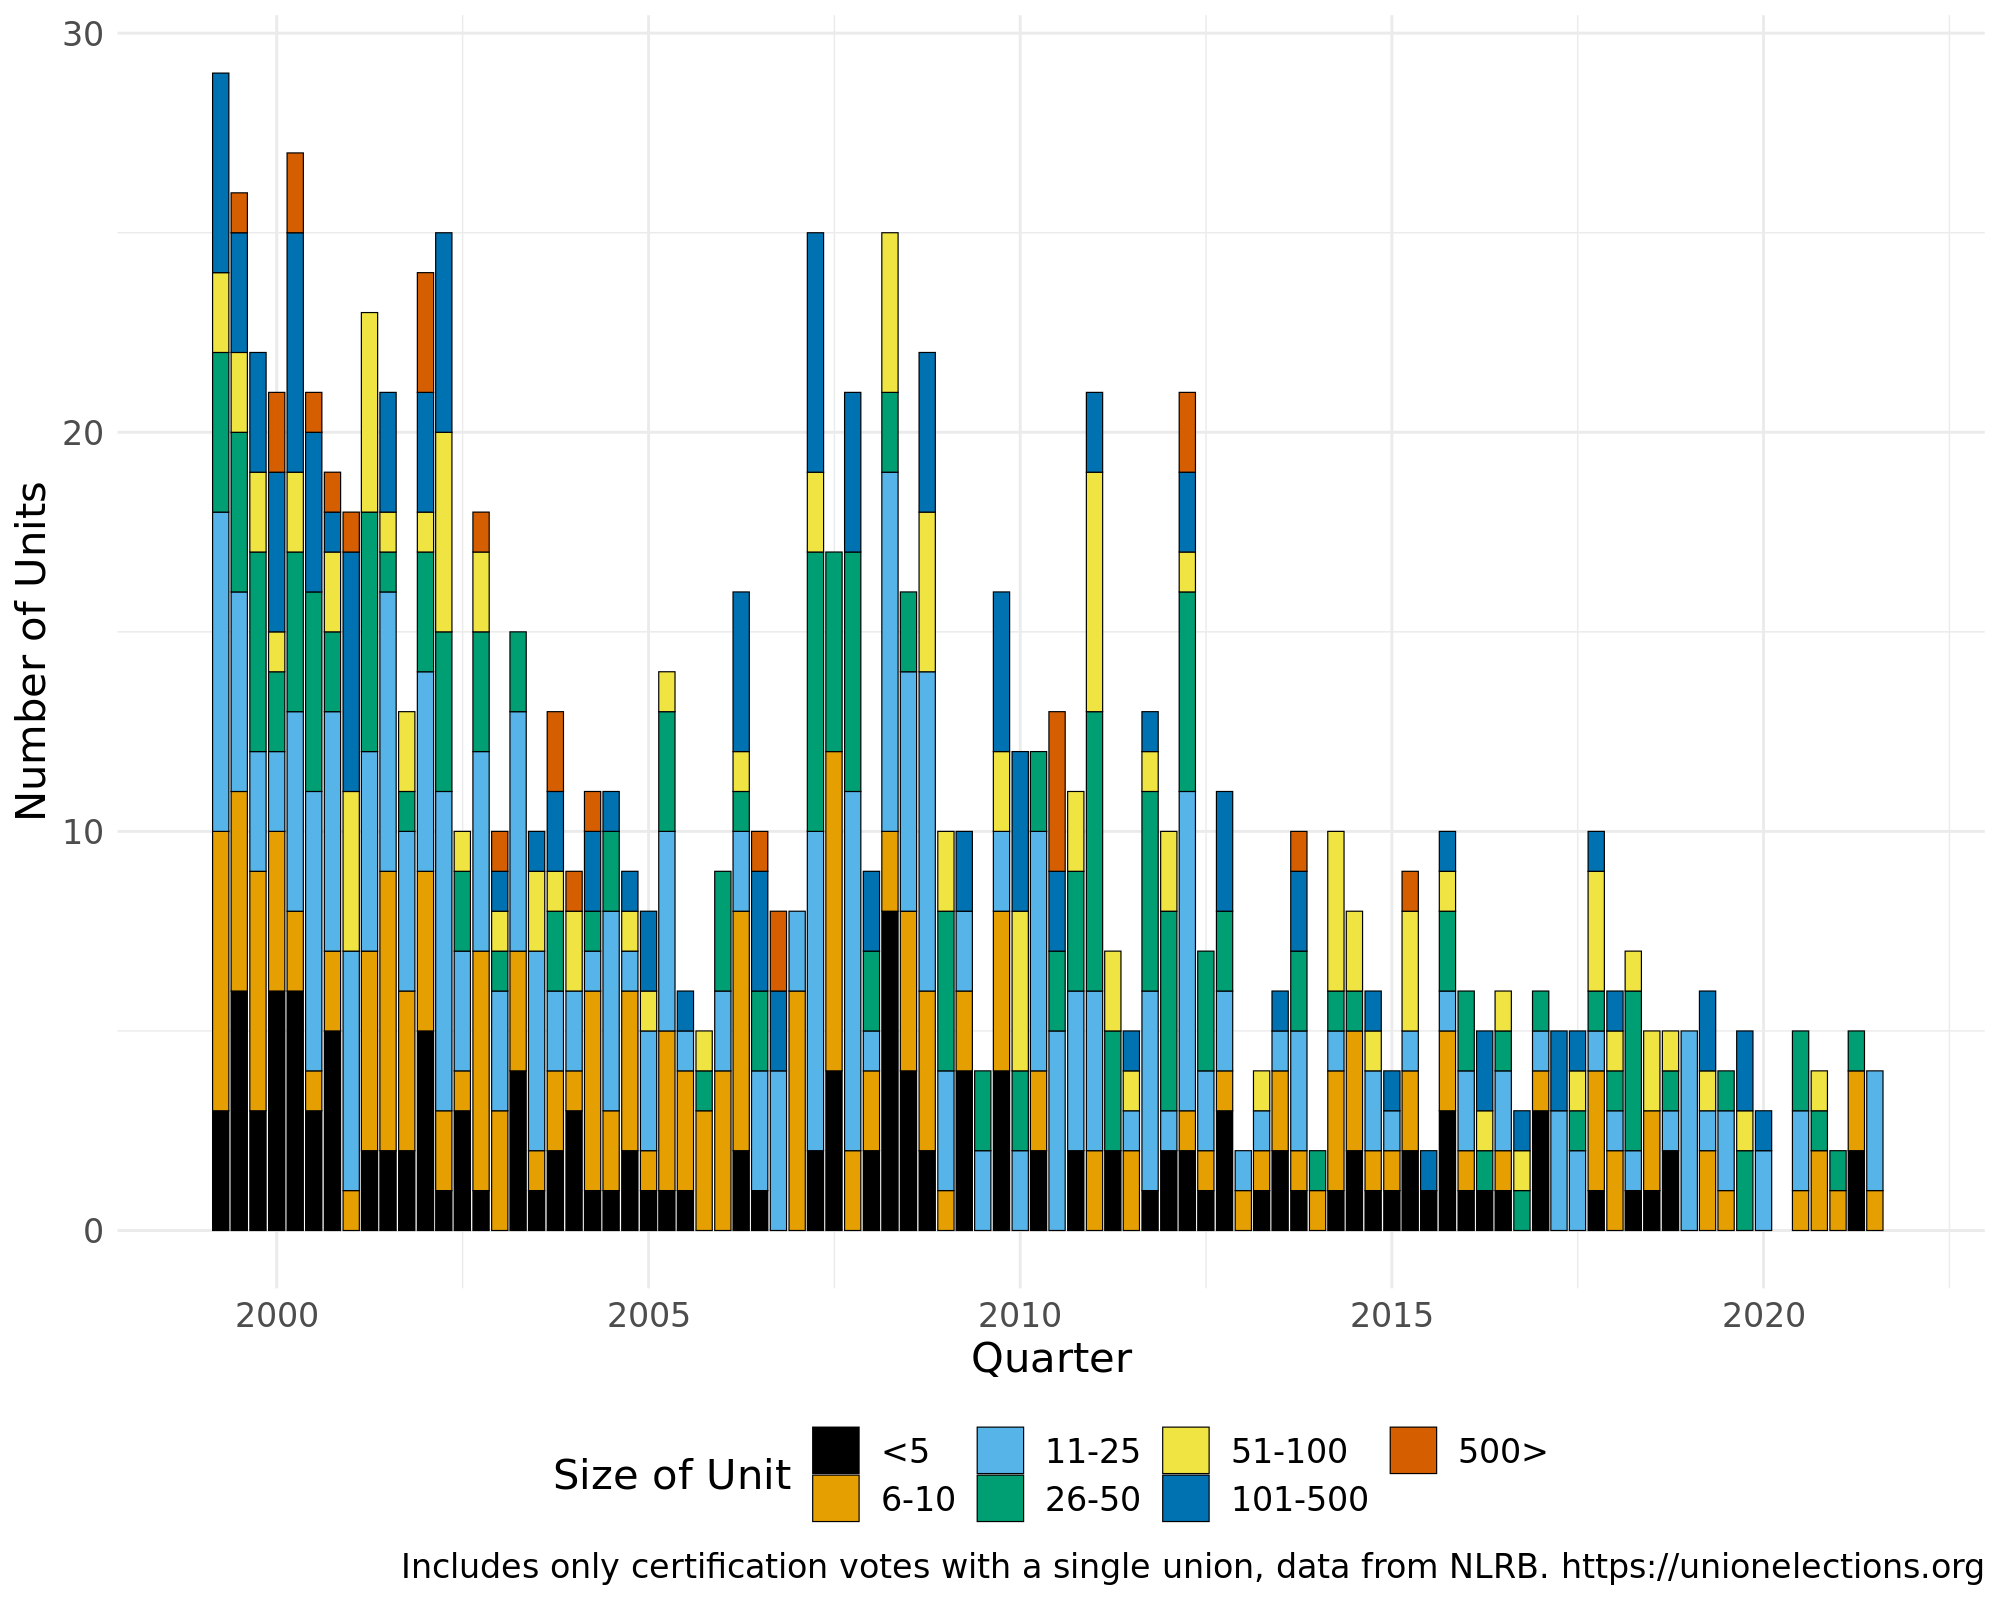 30
20
10
0
Number of Units
2000 2005 2010 2015 2020
Quarter
Size of Unit
<5 11-25 51-100 500>
6-10 26-50 101-500
Includes only certification votes with a single union, data from NLRB. https://unionelections.org